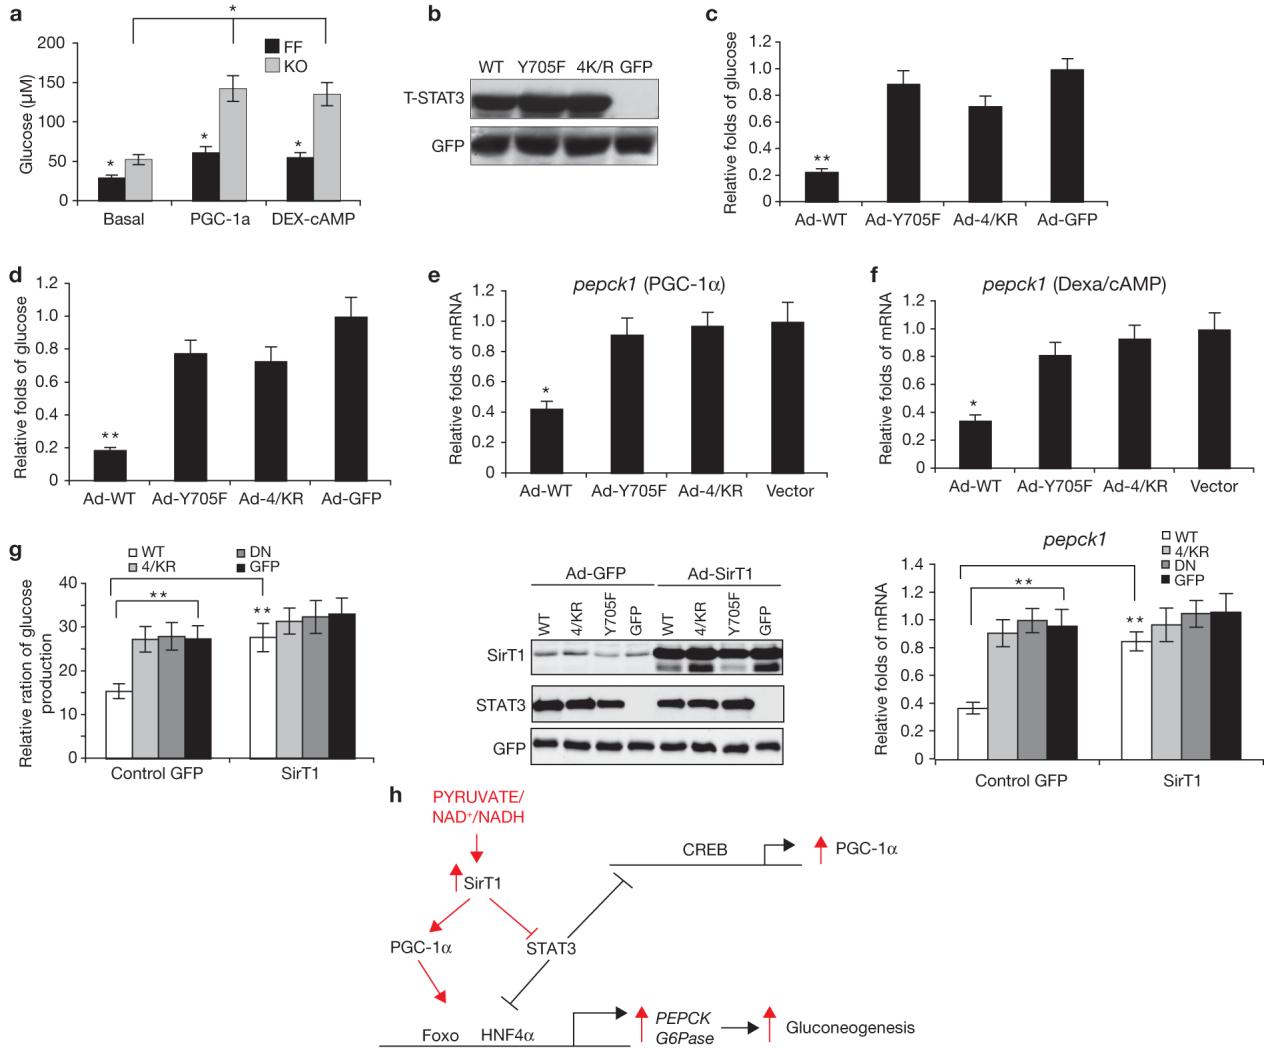 a
*
200
150
100
50
0
Glucose (μM)
FF
KO
*
*
*
Basal PGC-1a DEX-cAMP
b
WT Y705F 4K/R GFP
T-STAT3
GFP
c
1.2
1.0
0.8
0.6
0.4
0.2
0
Relative folds of glucose
**
Ad-WT Ad-Y705F Ad-4/KR Ad-GFP
d
1.2
1.0
0.8
0.6
0.4
0.2
0
Relative folds of glucose
**
Ad-WT Ad-Y705F Ad-4/KR Ad-GFP
e
pepck1 (PGC-1α)
1.2
1.0
0.8
0.6
0.4
0.2
0
Relative folds of mRNA
*
Ad-WT Ad-Y705F Ad-4/KR Vector
f
pepck1 (Dexa/cAMP)
1.2
1.0
0.8
0.6
0.4
0.2
0
Relative folds of mRNA
*
Ad-WT Ad-Y705F Ad-4/KR Vector
g
WT DN
4/KR GFP
40
30
30
15
10
0
Relative ration of glucose
production
**
**
Control GFP SirT1
Ad-GFP Ad-SirT1
WT 4/KR Y705F GFP WT 4/KR Y705F GFP
SirT1
STAT3
GFP
pepck1
WT
4/KR
DN
GFP
1.4
1.2
1.0
0.8
0.6
0.4
0.2
0
Relative folds of mRNA
**
**
Control GFP SirT1
h
PYRUVATE/
NAD⁺/NADH
SirT1
CREB PGC-1α
PGC-1α STAT3
Foxo HNF4α
PEPCK
G6Pase
Gluconeogenesis